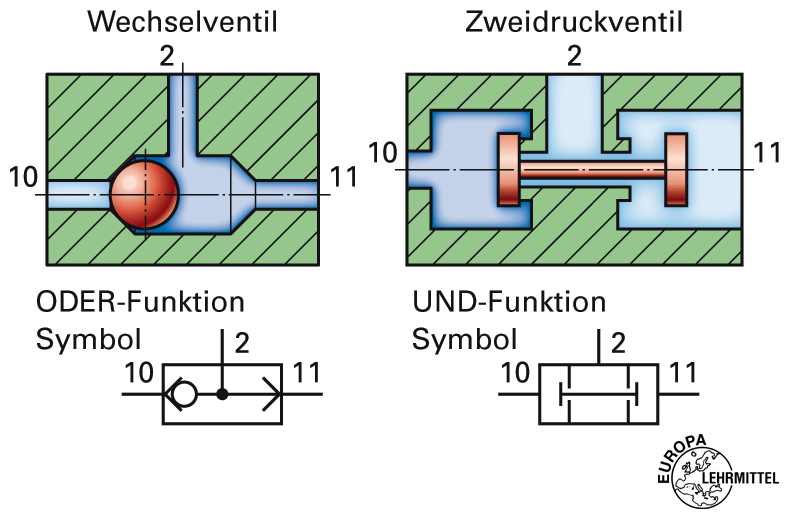 Wechselventil
2
10
11
ODER-Funktion
Symbol
2
10
11
Zweidruckventil
2
10
11
UND-Funktion
Symbol
2
10
11
EUROPA
LEHRMITTEL